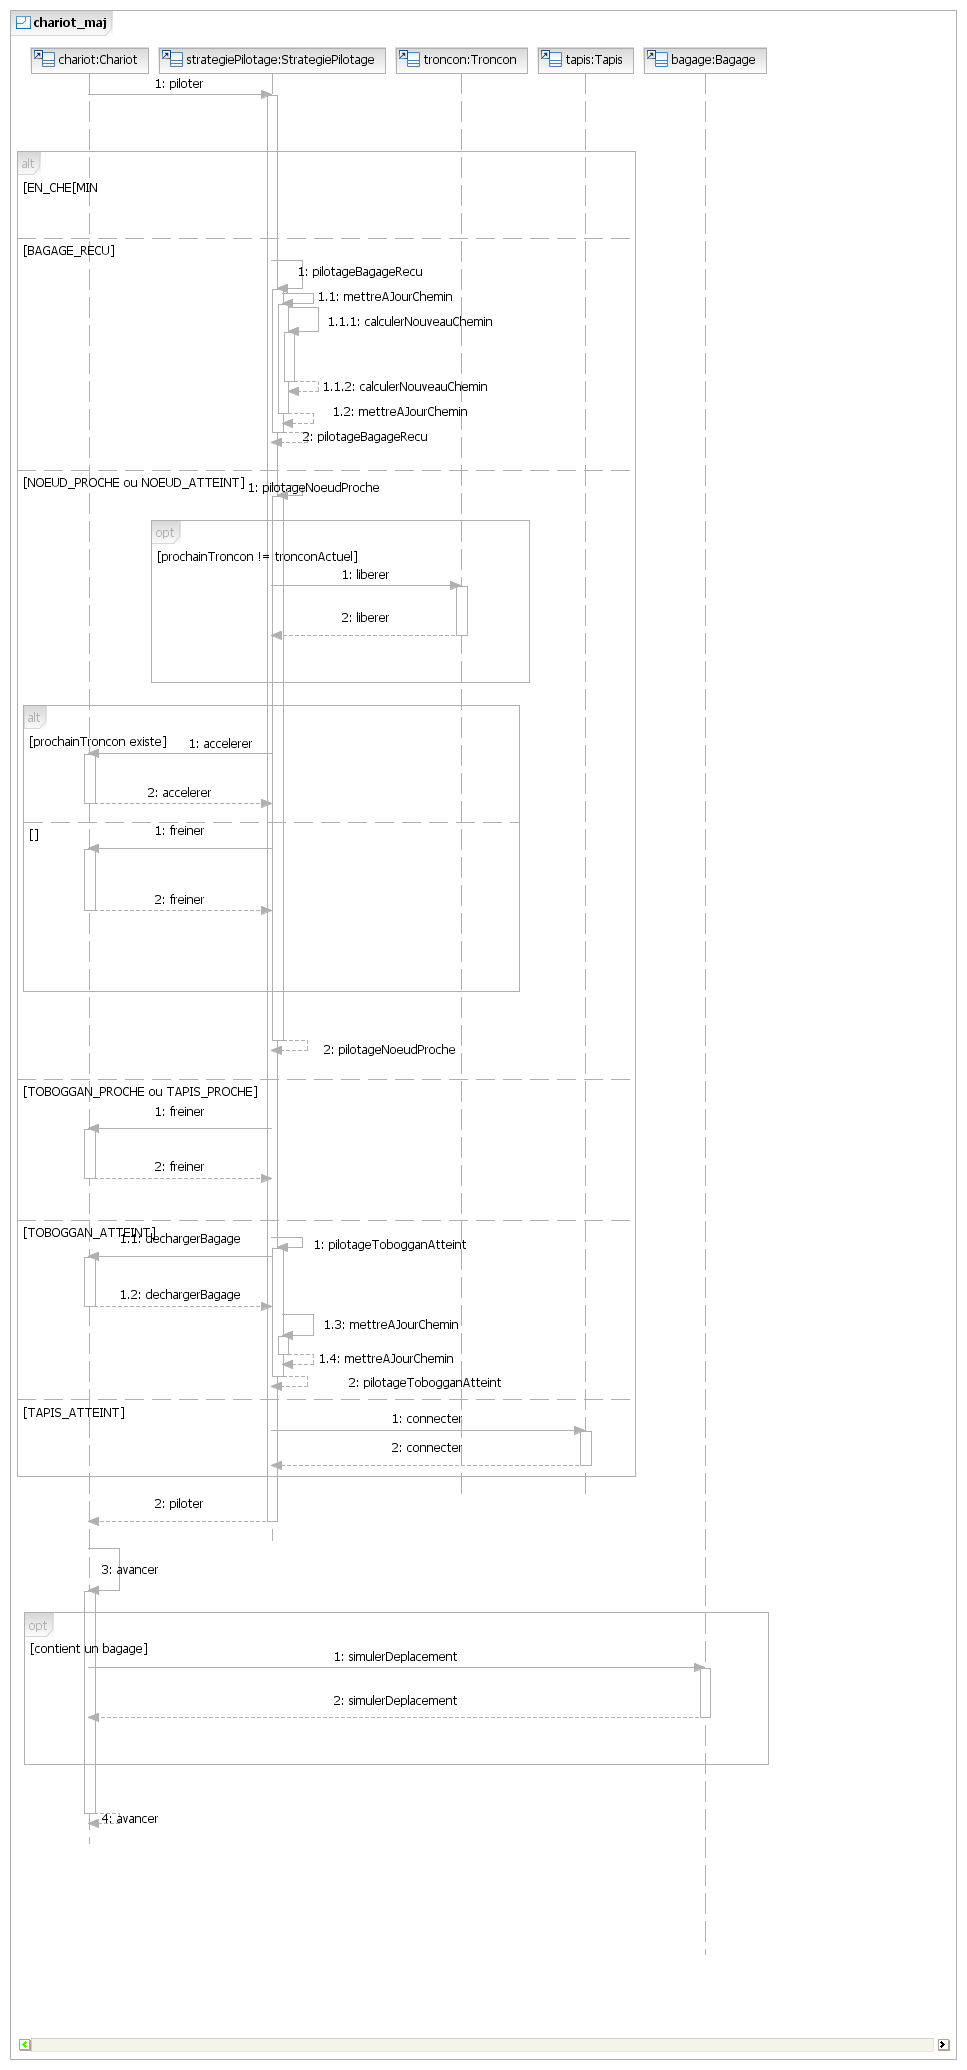 chariot_maj
chariot:Chariot
strategiePilotage:StrategiePilotage
troncon:Troncon
tapis:Tapis
bagage:Bagage
1: piloter
alt
[EN_CHE[MIN
[BAGAGE_RECU]
1: pilotageBagageRecu
1.1: mettreAJourChemin
1.1.1: calculerNouveauChemin
1.1.2: calculerNouveauChemin
1.2: mettreAJourChemin
2: pilotageBagageRecu
[NOEUD_PROCHE ou NOEUD_ATTEINT]
1: pilotageNoeudProche
opt
[prochainTroncon != tronconActuel]
1: liberer
2: liberer
alt
[prochainTroncon existe]
1: accelerer
2: accelerer
[]
1: freiner
2: freiner
2: pilotageNoeudProche
[TOBOGGAN_PROCHE ou TAPIS_PROCHE]
1: freiner
2: freiner
[TOBOGGAN_ATTEINT]
1.1: dechargerBagage
1: pilotageTobogganAtteint
1.2: dechargerBagage
1.3: mettreAJourChemin
1.4: mettreAJourChemin
2: pilotageTobogganAtteint
[TAPIS_ATTEINT]
1: connecter
2: connecter
2: piloter
3: avancer
opt
[contient un bagage]
1: simulerDeplacement
2: simulerDeplacement
4: avancer